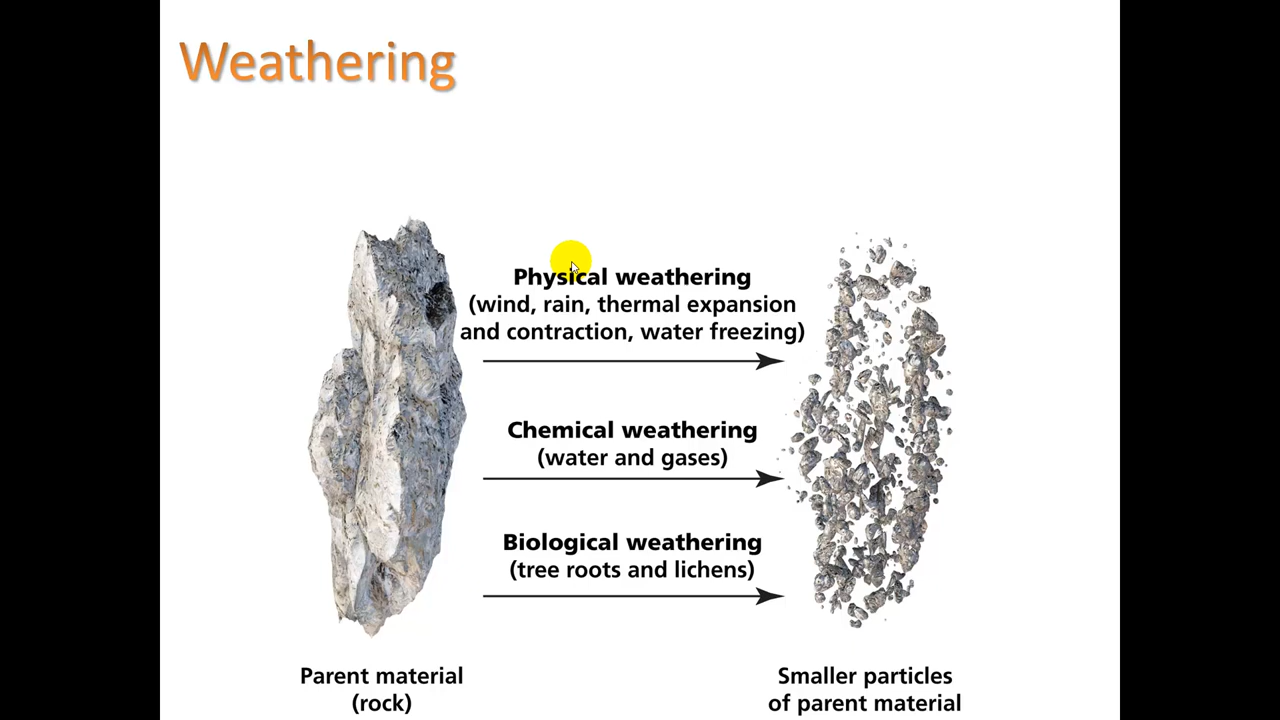 Weathering
Physical weathering
(wind, rain, thermal expansion
and contraction, water freezing)
Chemical weathering
(water and gases)
Biological weathering
(tree roots and lichens)
Parent material
(rock)
Smaller particles
of parent material